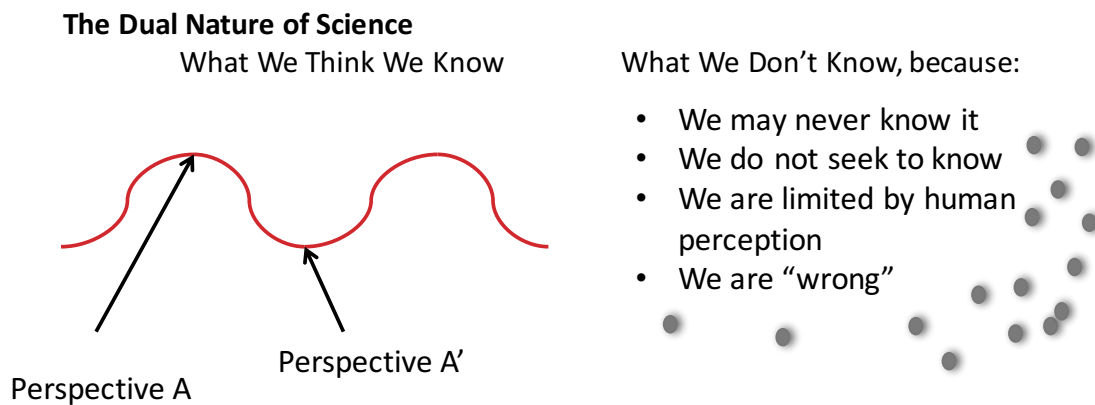 The Dual Nature of Science
What We Think We Know
Perspective A
Perspective A’
What We Don’t Know, because:
• We may never know it
• We do not seek to know
• We are limited by human
perception
• We are “wrong”